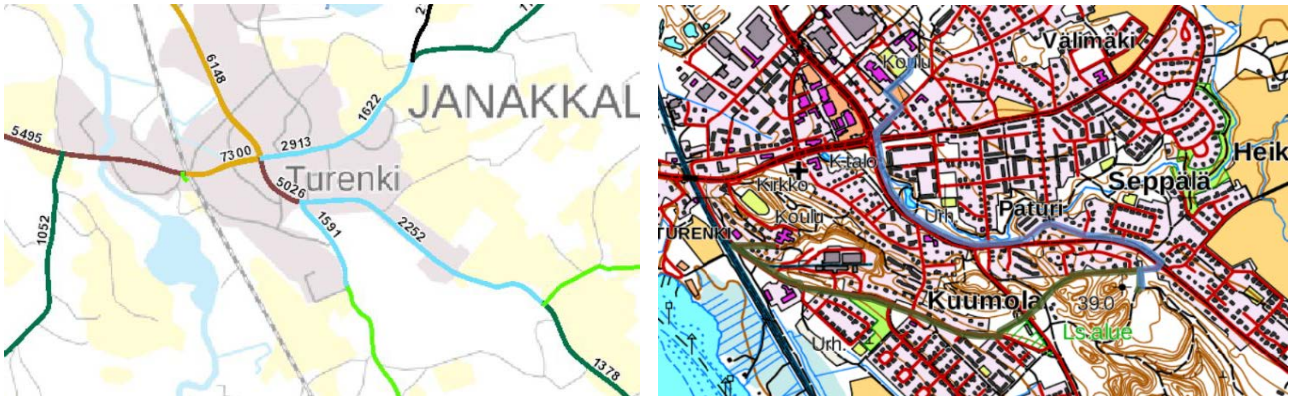 6148
1622
JANAKKAL
5495
7300
2913
Turenki
5026
1052
1591
2252
1378
Koulu
Välimäki
K-talo
Kirkko
Heik
Seppälä
Koulu
Urh.
Paturi
TURENKI
Kuumola
39.0
Ls.alue
Urh.